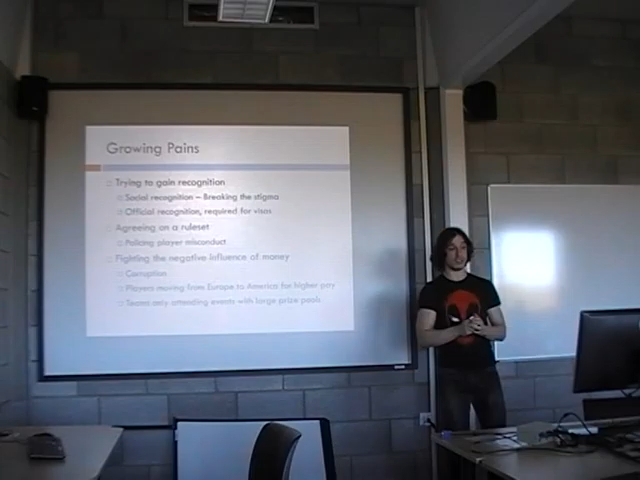 Growing Pains
Trying to gain recognition
Social recognition – Breaking the stigma
Official recognition, required for visas
Agreeing on a ruleset
Policing player misconduct
Fighting the negative influence of money
Corruption
Players moving from Europe to America for higher pay
Teams only attending events with large prize pools